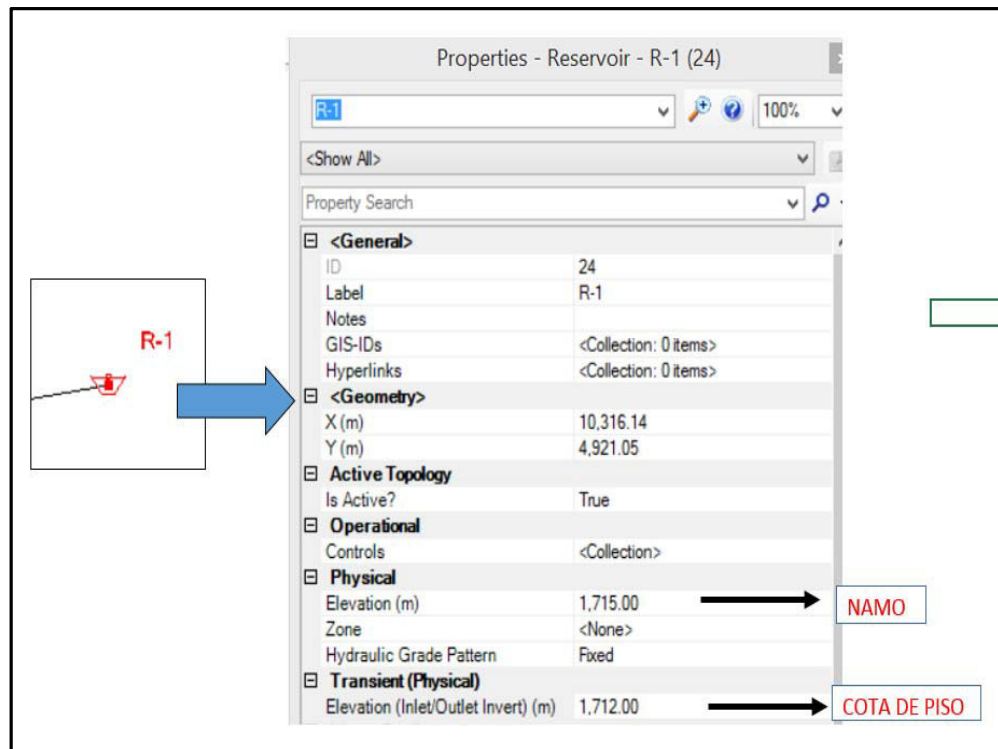 Properties - Reservoir - R-1 (24)
R-1
100%
<Show All>
Property Search
<General>
ID 24
Label R-1
Notes
GIS-IDs <Collection: 0 items>
Hyperlinks <Collection: 0 items>
R-1
<Geometry>
X (m) 10,316.14
Y (m) 4,921.05
Active Topology
Is Active? True
Operational
Controls <Collection>
Physical
Elevation (m) 1,715.00 NAMO
Zone <None>
Hydraulic Grade Pattern Fixed
Transient (Physical)
Elevation (Inlet/Outlet Invert) (m) 1,712.00 COTA DE PISO